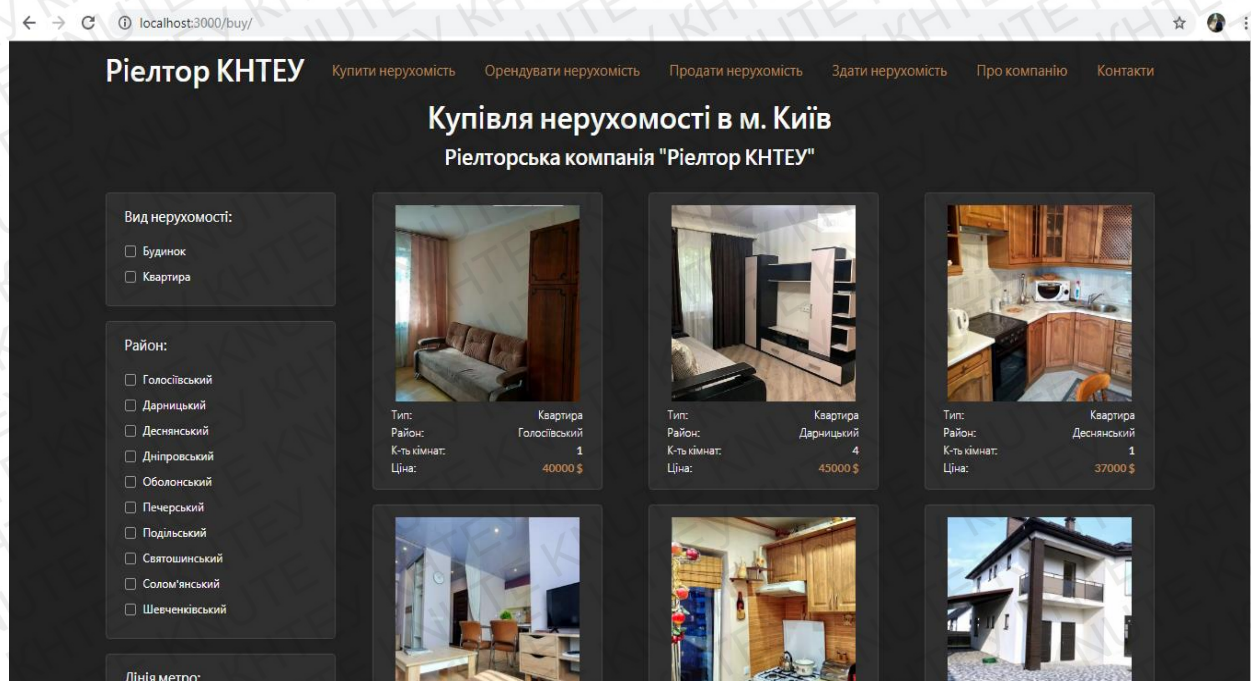 localhost:3000/buy/
Ріелтор КНТЕУ
Купити нерухомість
Орендувати нерухомість
Продати нерухомість
Здати нерухомість
Про компанію
Контакти
Купівля нерухомості в м. Київ
Ріелторська компанія "Ріелтор КНТЕУ"
Вид нерухомості:
Будинок
Квартира
Район:
Голосіївський
Дарницький
Деснянський
Дніпровський
Оболонський
Печерський
Подільський
Святошинський
Солом'янський
Шевченківський
Лінія метро:
Тип: Квартира
Район: Голосіївський
К-ть кімнат: 1
Ціна: 40000 $
Тип: Квартира
Район: Дарницький
К-ть кімнат: 4
Ціна: 45000 $
Тип: Квартира
Район: Деснянський
К-ть кімнат: 1
Ціна: 37000 $